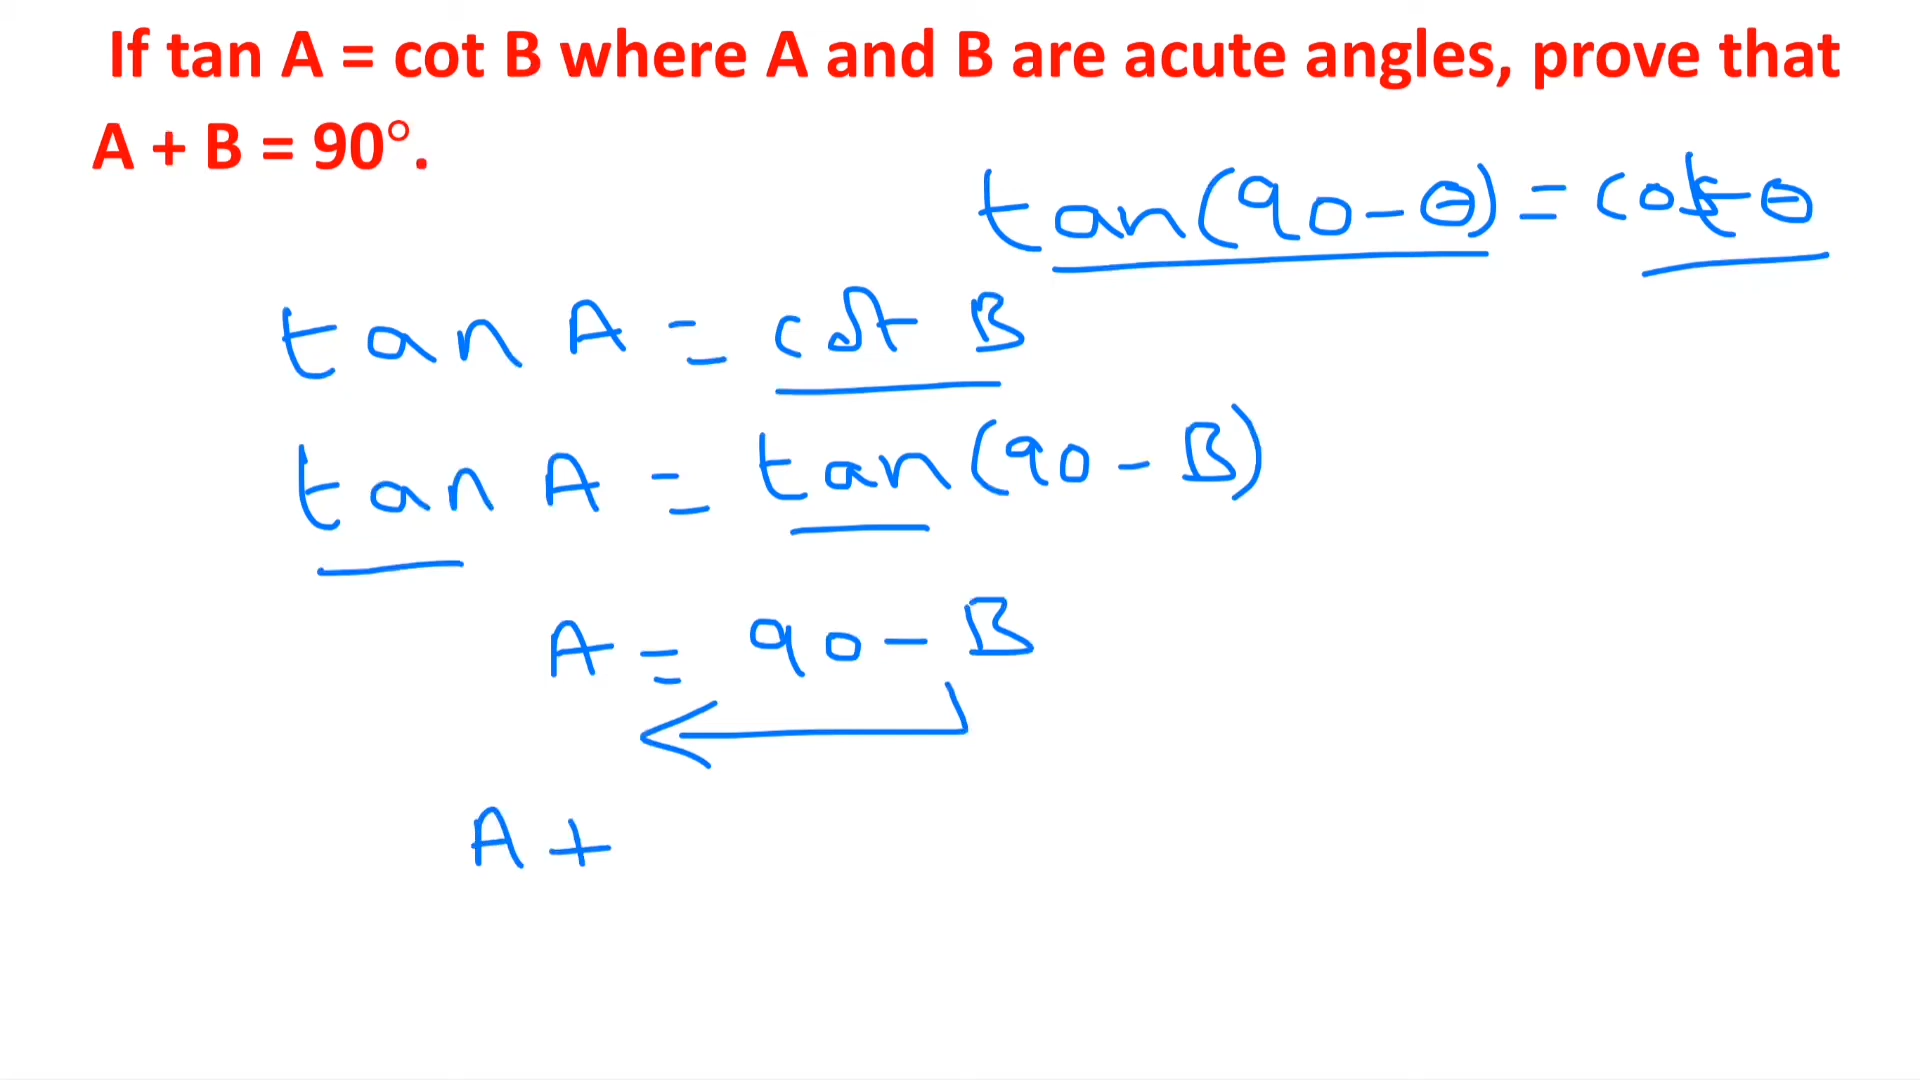 If tan A = cot B where A and B are acute angles, prove that
A + B = 90°.
tan(90-θ) = cot θ
tan A = cot B
tan A = tan(90-B)
A = 90-B
A +